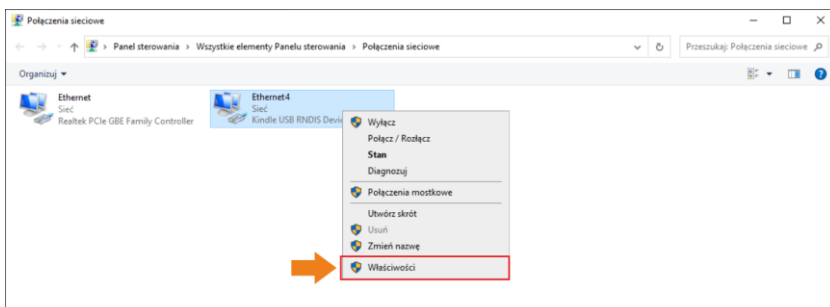 Połączenia sieciowe
Panel sterowania › Wszystkie elementy Panelu sterowania › Połączenia sieciowe
Przeszukaj: Połączenia sieciowe
Organizuj
Ethernet
Sieć
Realtek PCIe GBE Family Controller
Ethernet4
Sieć
Kindle USB RNDIS
Wyłącz
Połącz / Rozłącz
Stan
Diagnozuj
Połączenia mostkowe
Utwórz skrót
Usuń
Zmień nazwę
Właściwości